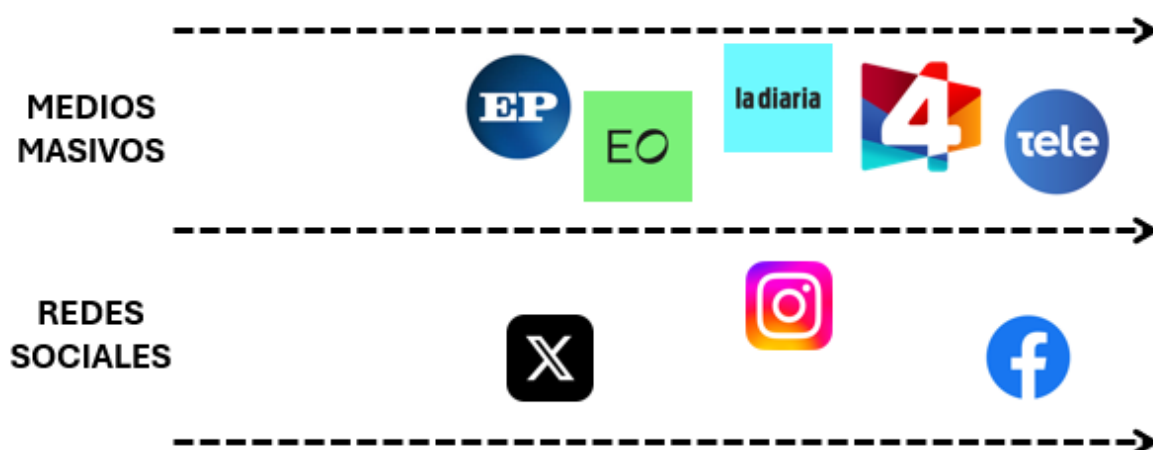 MEDIOS
MASIVOS
EP
EO
la diaria
4
Tele
REDES
SOCIALES
X
f